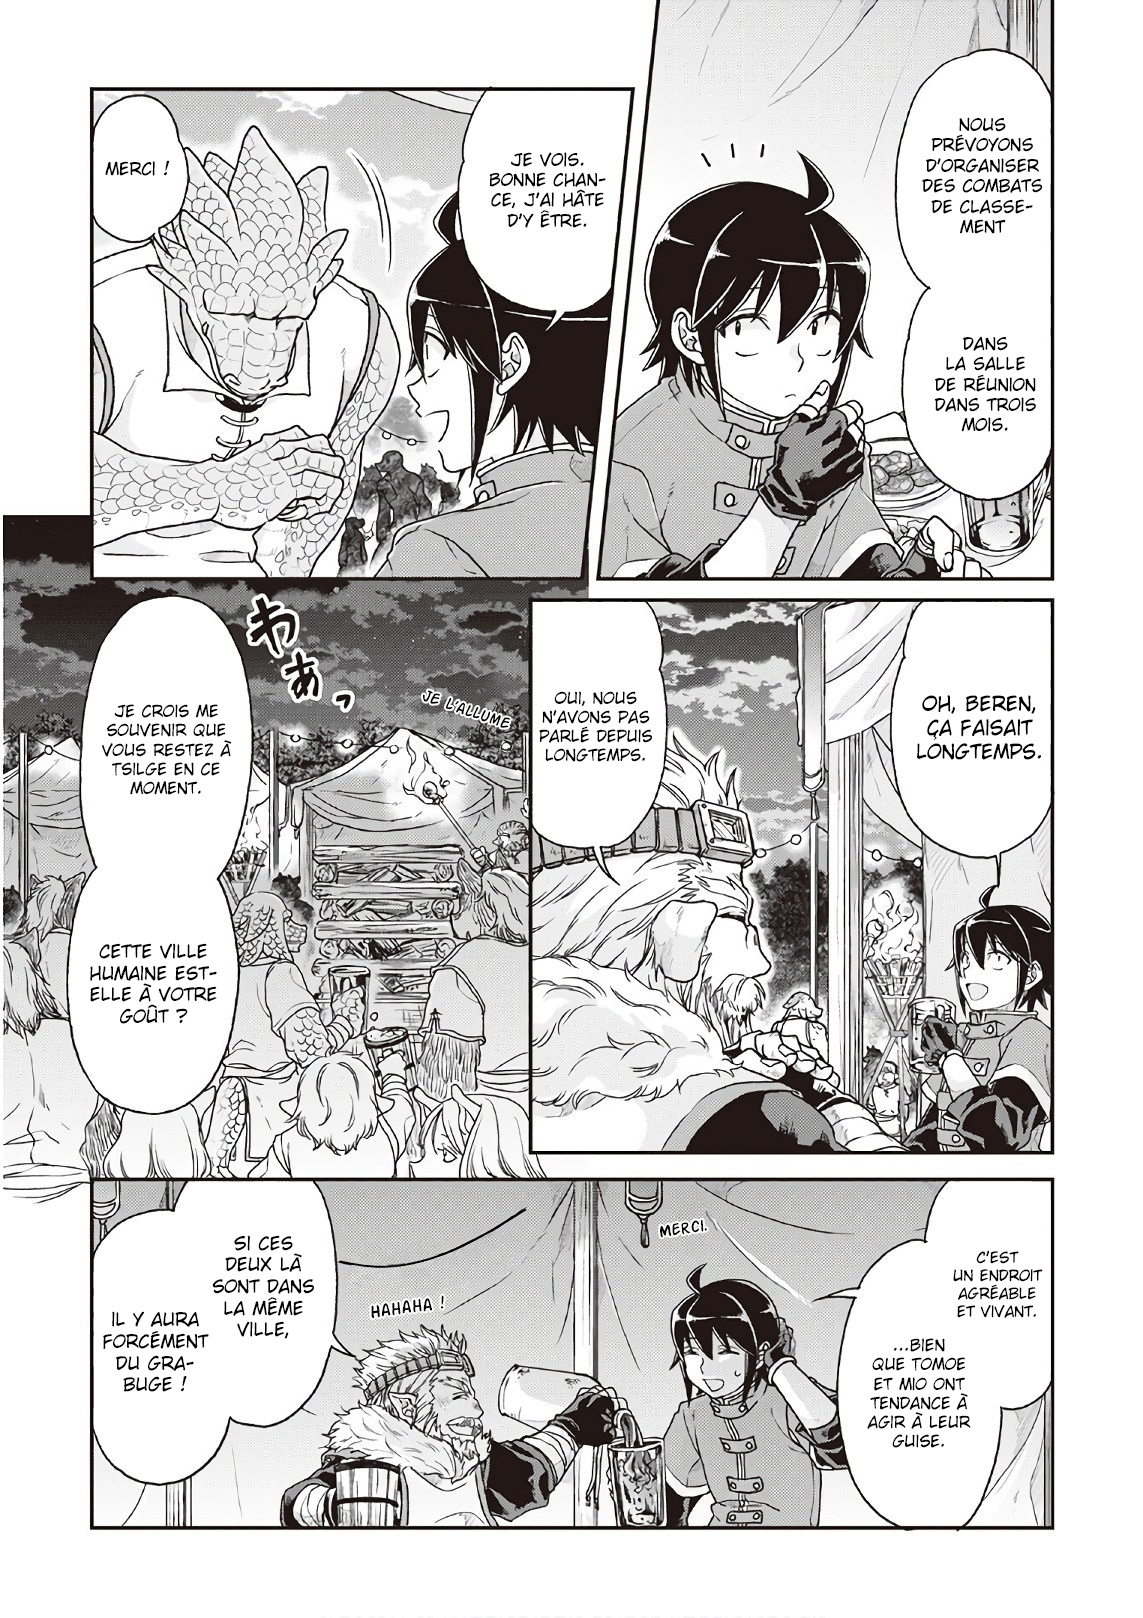 NOUS
PRÉVOYONS
D'ORGANISER
DES COMBATS
DE CLASSE-
MENT
DANS
LA SALLE
DE RÉUNION
DANS TROIS
MOIS.
JE VOIS.
BONNE CHAN-
CE, J'AI HÂTE
D'Y ÊTRE.
MERCI !
OH, BEREN,
ÇA FAISAIT
LONGTEMPS.
OUI, NOUS
N'AVONS PAS
PARLÉ DEPUIS
LONGTEMPS.
わあっ
JE L'ALLUME
JE CROIS ME
SOUVENIR QUE
VOUS RESTEZ À
TSILGE EN CE
MOMENT.
CETTE VILLE
HUMAINE EST-
ELLE À VOTRE
GOÛT ?
C'EST
UN ENDROIT
AGRÉABLE
ET VIVANT.
...BIEN
QUE TOMOE
ET MIO ONT
TENDANCE À
AGIR À LEUR
GUISE.
MERCI.
HAHAHA !
SI CES
DEUX LÀ
SONT DANS
LA MÊME
VILLE,
IL Y AURA
FORCÉMENT
DU GRA-
BUGE !